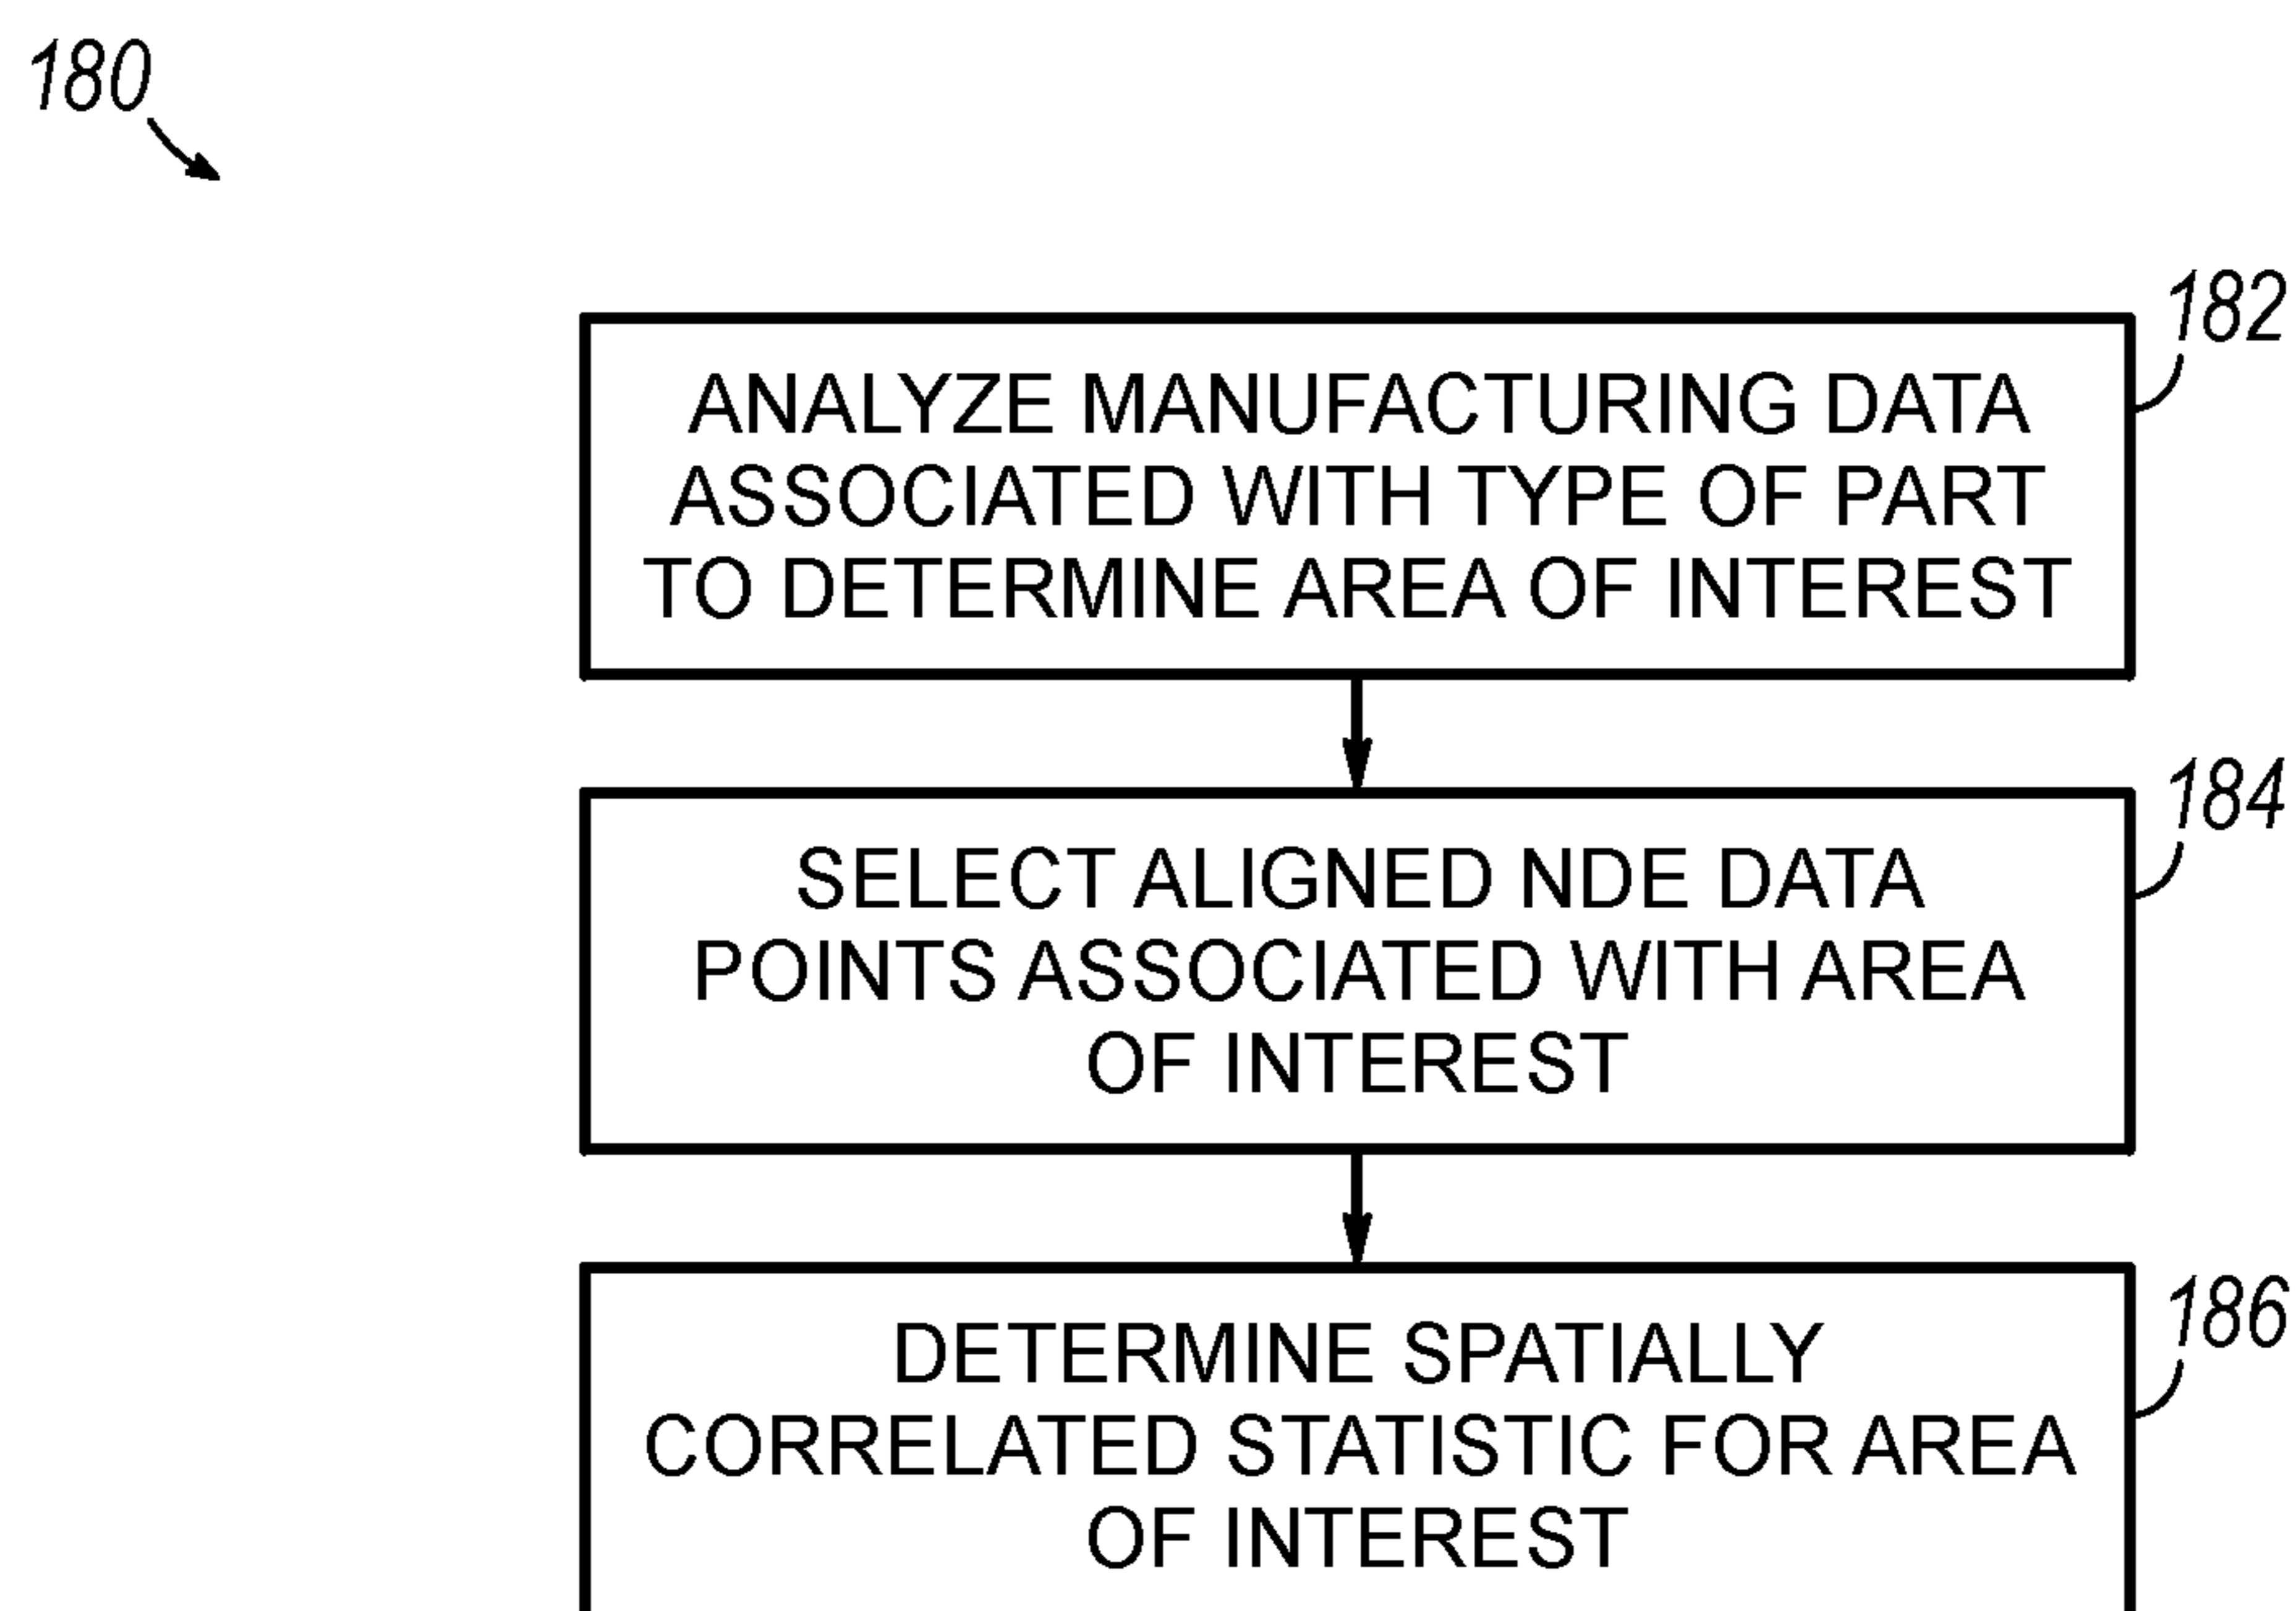 180
182
ANALYZE MANUFACTURING DATA
ASSOCIATED WITH TYPE OF PART
TO DETERMINE AREA OF INTEREST
184
SELECT ALIGNED NDE DATA
POINTS ASSOCIATED WITH AREA
OF INTEREST
186
DETERMINE SPATIALLY
CORRELATED STATISTIC FOR AREA
OF INTEREST